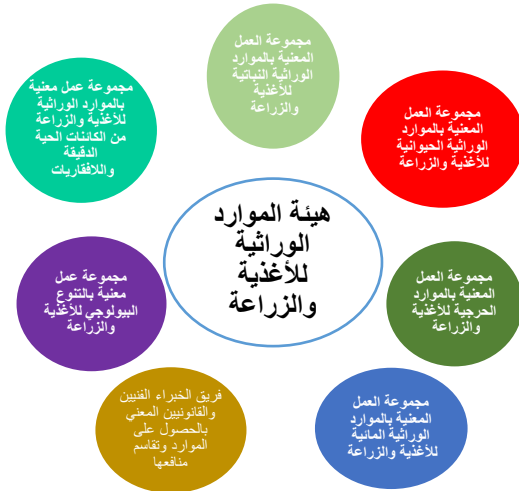 مجموعة العمل
المعنية بالموارد
الوراثية النباتية
للأغذية
والزراعة
مجموعة عمل معنية
بالموارد الوراثية
للأغذية والزراعة
من الكائنات الحية
الدقيقة
واللافقاريات
مجموعة العمل
المعنية بالموارد
الوراثية الحيوانية
للأغذية والزراعة
هيئة الموارد
الوراثية
للأغذية
والزراعة
مجموعة عمل
معنية بالتنوع
البيولوجي للأغذية
والزراعة
مجموعة العمل
المعنية بالموارد
الحرجية للأغذية
والزراعة
فريق الخبراء الفنيين
والقانونيين المعني
بالحصول على
الموارد وتقاسم
منافعها
مجموعة العمل
المعنية بالموارد
الوراثية المائية
للأغذية والزراعة